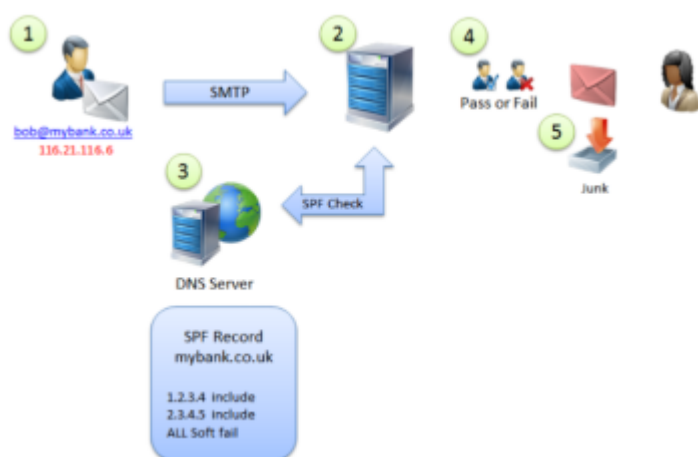 1
2
4
SMTP
Pass or Fail
bob@mybank.co.uk
116.21.116.6
5
3
SPF Check
Junk
DNS Server
SPF Record
mybank.co.uk
1.2.3.4 include
2.3.4.5 include
ALL Soft fail